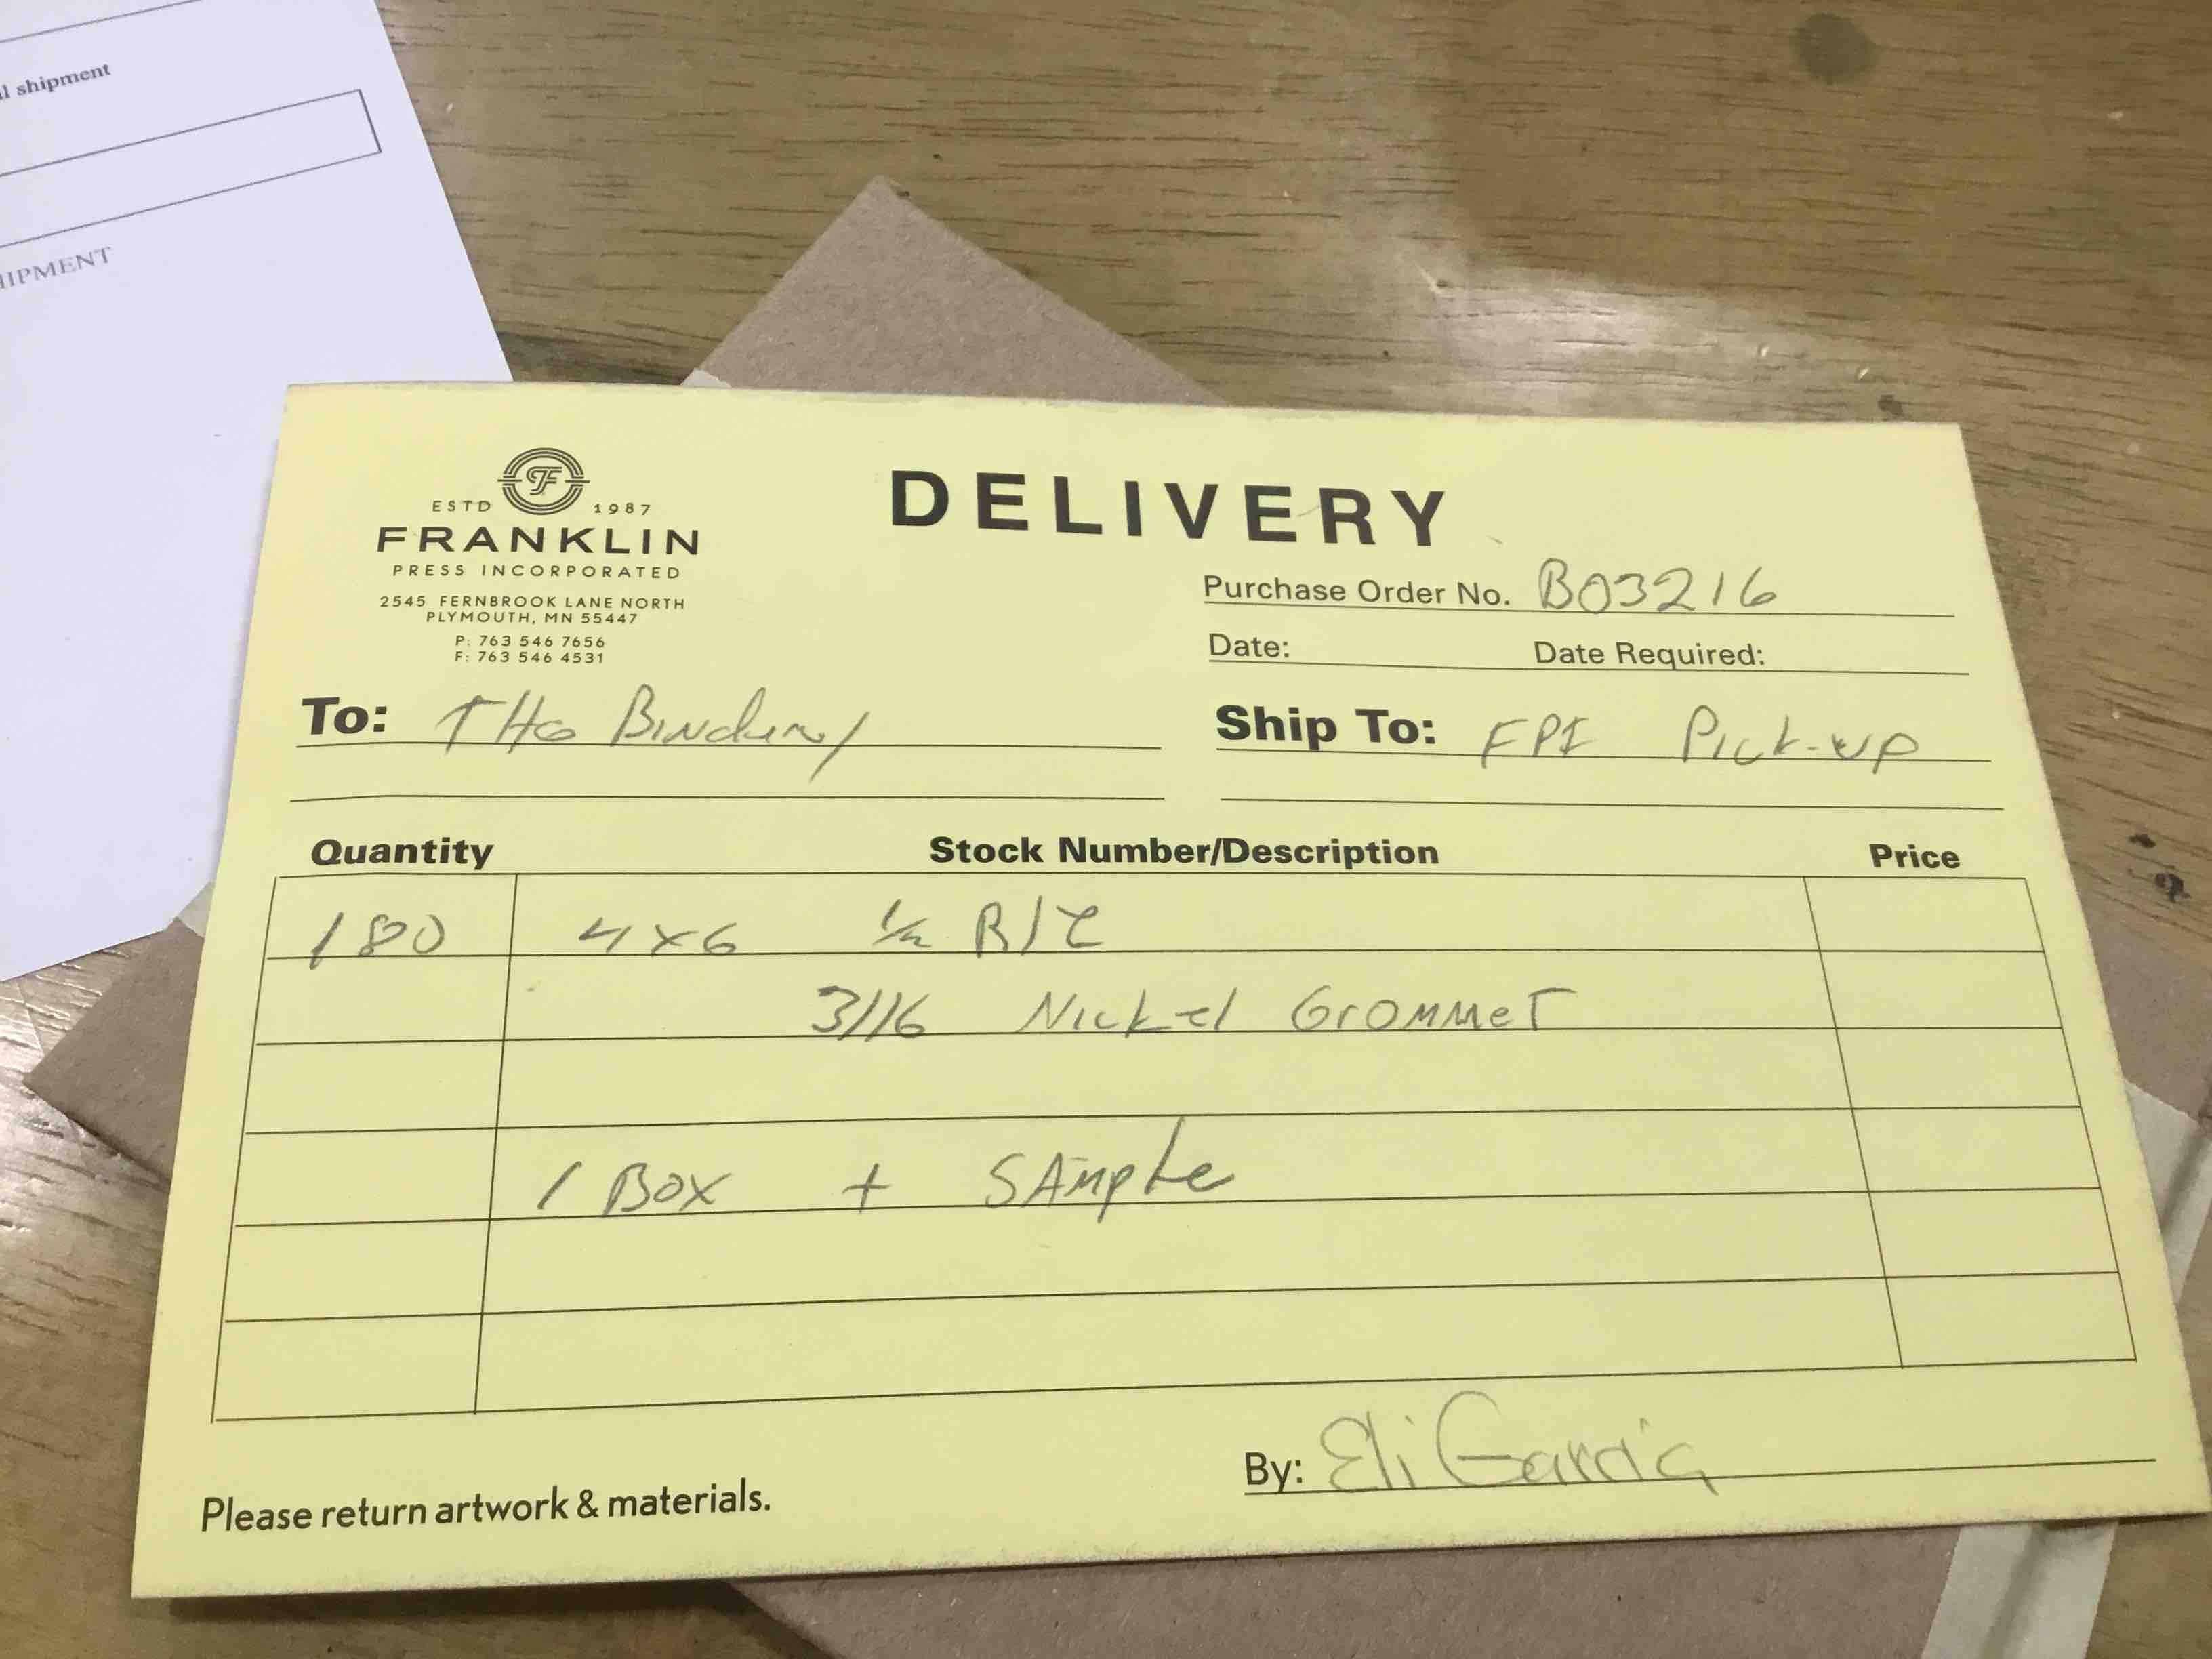 l shipment
HIPMENT
F
ESTD 1987
FRANKLIN
PRESS INCORPORATED
2545 FERNBROOK LANE NORTH
PLYMOUTH, MN 55447
P: 763 546 7656
F: 763 546 4531
DELIVERY
Purchase Order No. B03216
Date: Date Required:
To: THE Bindery
Ship To: FPI Pick-up
Quantity Stock Number/Description Price
180 4x6 1/2 R/C
3/16 Nickel Grommet
1 Box + Sample
Please return artwork & materials.
By: Eli Garcia